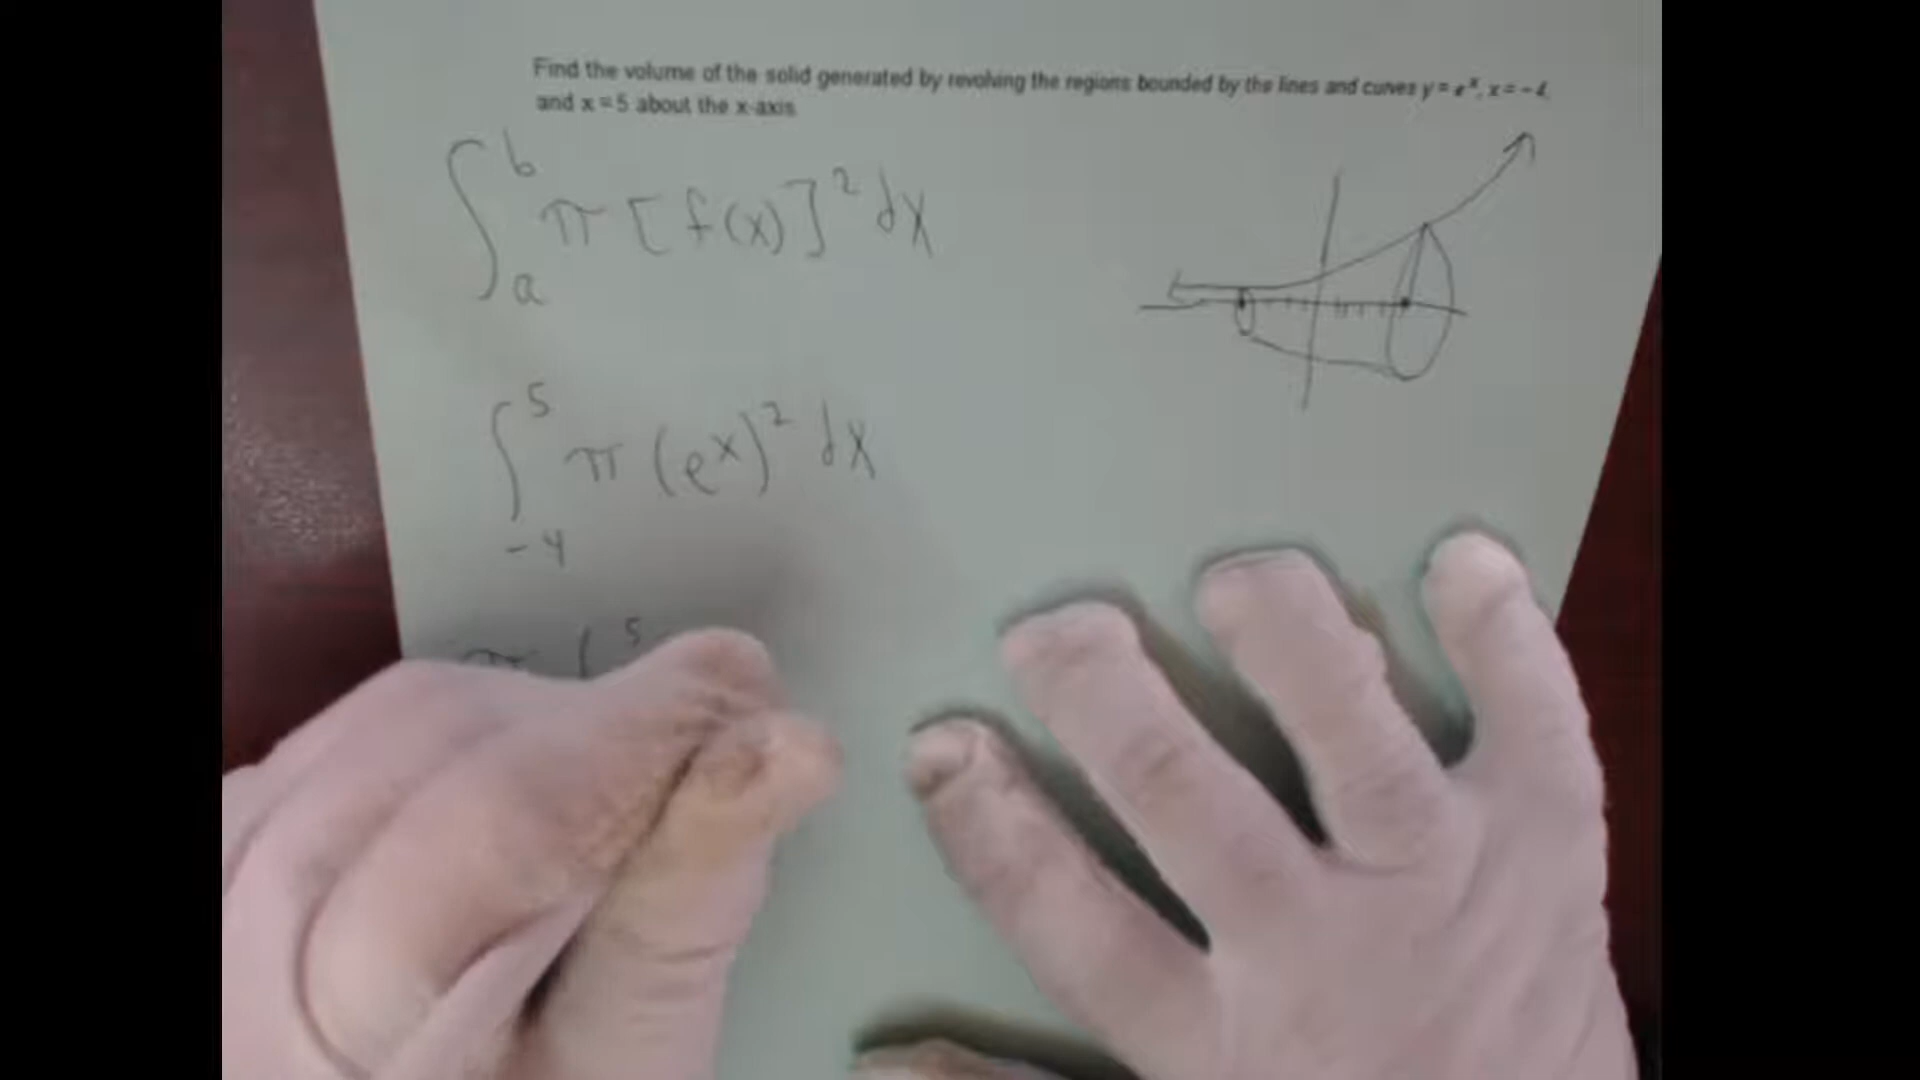 Find the volume of the solid generated by revolving the regions bounded by the lines and curves y = e^x, x = -4,
and x = 5 about the x-axis.
∫_a^b π [f(x)]^2 dx
∫_{-4}^5 π (e^x)^2 dx
π ∫^5